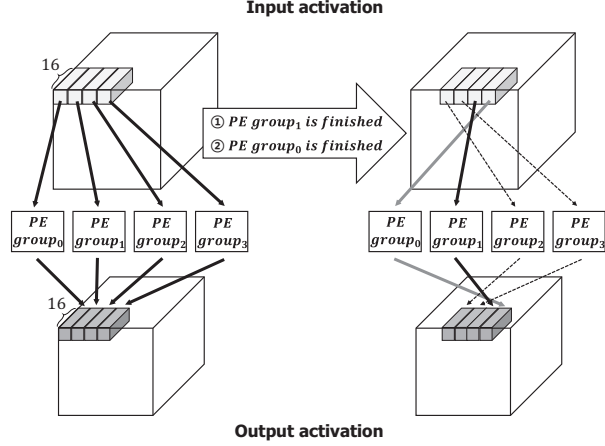 Input activation
16
① PE group₁ is finished
② PE group₀ is finished
PE
group₀
PE
group₁
PE
group₂
PE
group₃
PE
group₀
PE
group₁
PE
group₂
PE
group₃
16
Output activation